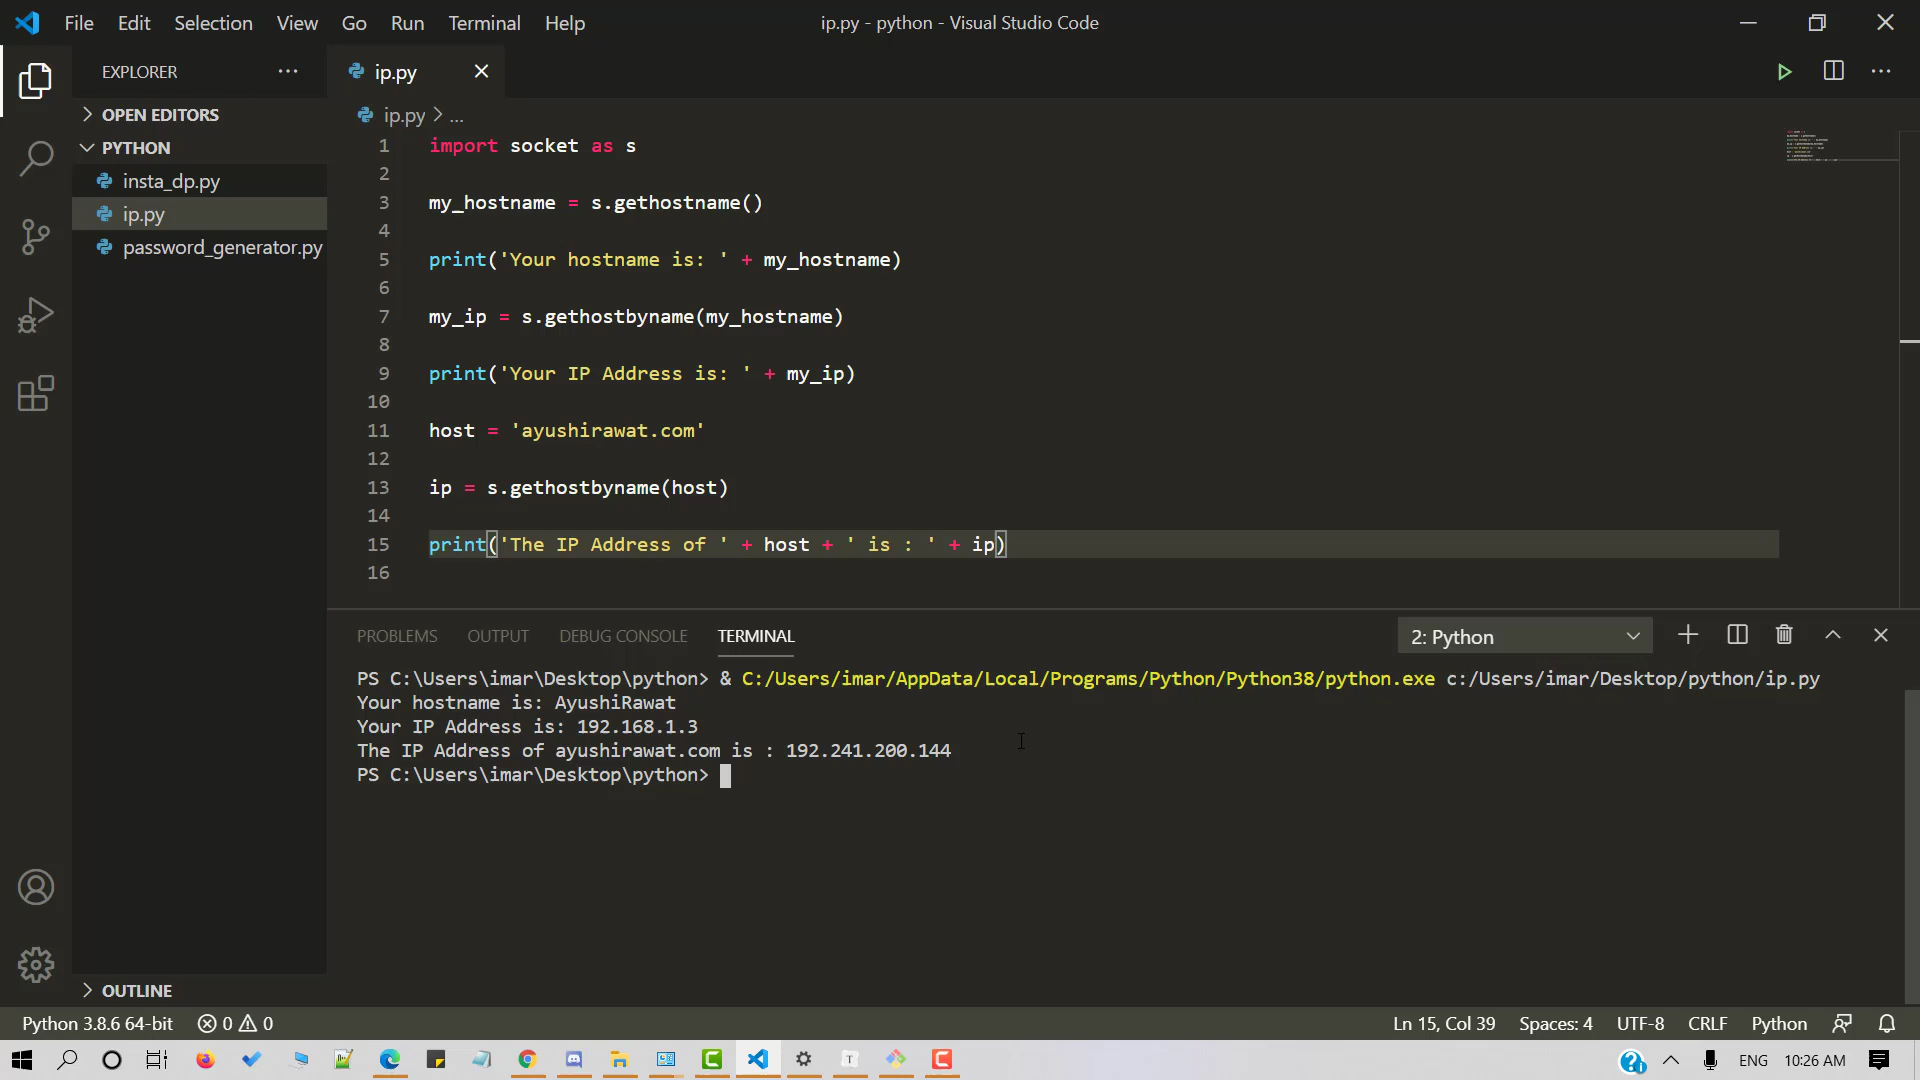 File Edit Selection View Go Run Terminal Help
ip.py - python - Visual Studio Code
EXPLORER
OPEN EDITORS
PYTHON
insta_dp.py
ip.py
password_generator.py
OUTLINE
ip.py
ip.py > ...
1 import socket as s
2
3 my_hostname = s.gethostname()
4
5 print('Your hostname is: ' + my_hostname)
6
7 my_ip = s.gethostbyname(my_hostname)
8
9 print('Your IP Address is: ' + my_ip)
10
11 host = 'ayushirawat.com'
12
13 ip = s.gethostbyname(host)
14
15 print('The IP Address of ' + host + ' is : ' + ip)
16
PROBLEMS OUTPUT DEBUG CONSOLE TERMINAL
2: Python
PS C:\Users\imar\Desktop\python> & C:/Users/imar/AppData/Local/Programs/Python/Python38/python.exe c:/Users/imar/Desktop/python/ip.py
Your hostname is: AyushiRawat
Your IP Address is: 192.168.1.3
The IP Address of ayushirawat.com is : 192.241.200.144
PS C:\Users\imar\Desktop\python>
Python 3.8.6 64-bit 0 0
Ln 15, Col 39 Spaces: 4 UTF-8 CRLF Python
ENG 10:26 AM